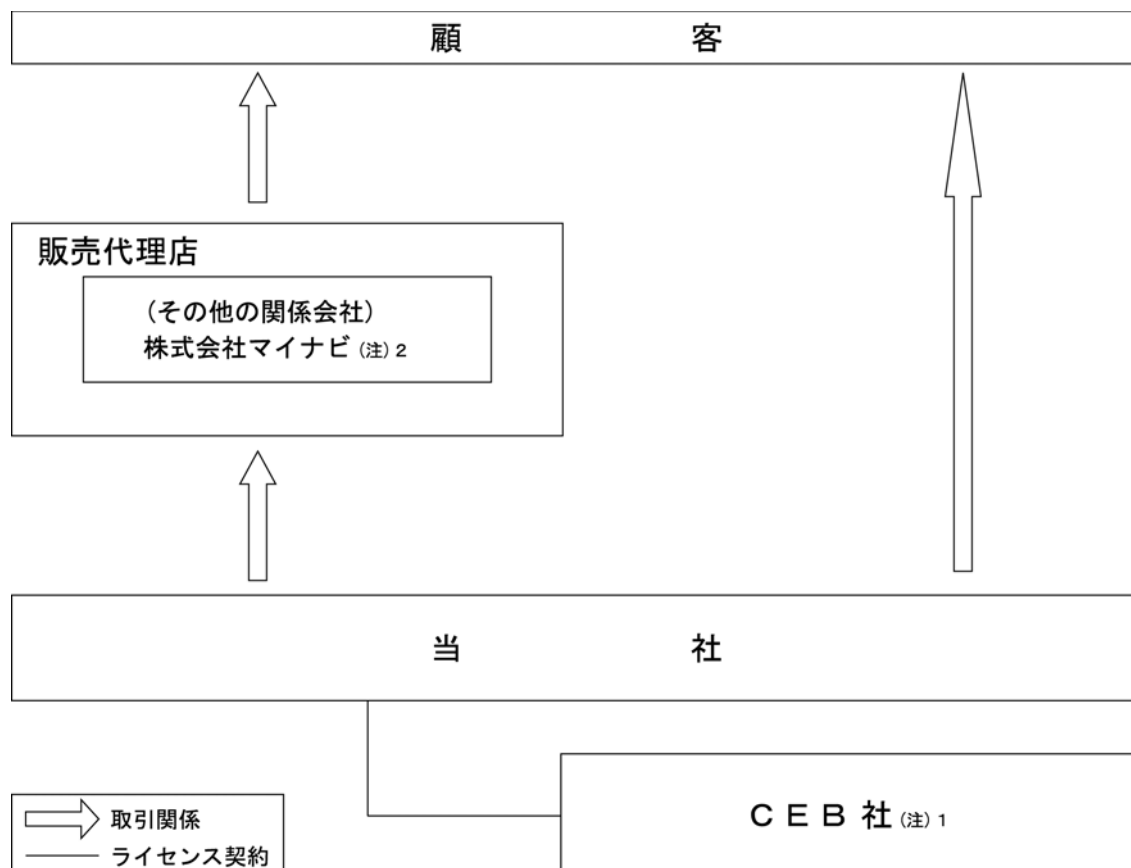 顧客
販売代理店
（その他の関係会社）
株式会社マイナビ（注）2
当社
CEB社（注）1
取引関係
ライセンス契約